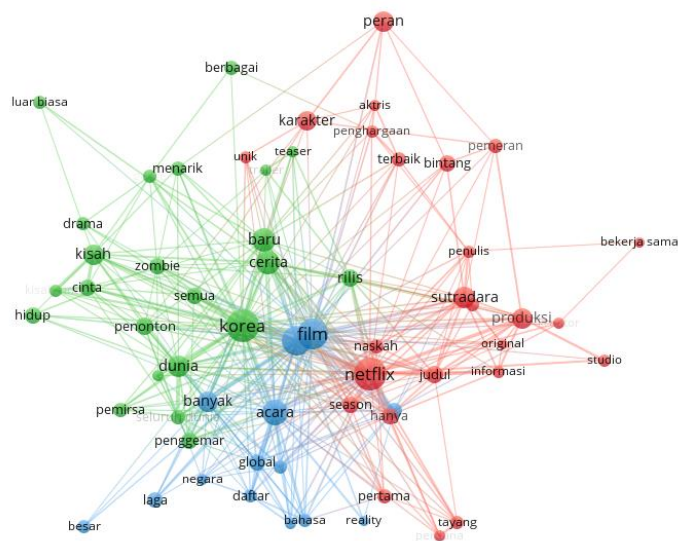 peran
berbagai
luar biasa
aktris
karakter
penghargaan
pemeran
teaser
unik
terbaik
bintang
menarik
drama
baru
bekerja sama
kisah
penulis
cerita
zombie
rilis
cinta
semua
sutradara
hidup
penonton
korea
film
produksi
naskah
original
dunia
netflix
judul
informasi
studio
banyak
pemirsa
acara
season
hanya
penggemar
global
negara
daftar
laga
pertama
besar
bahasa
reality
tayang